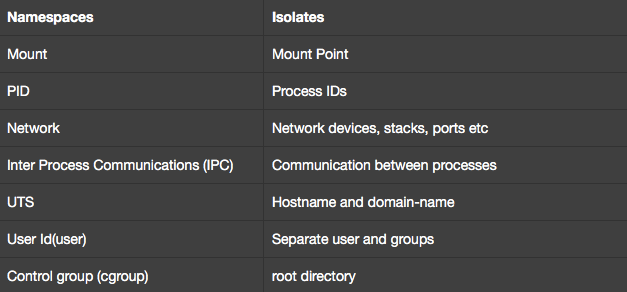 Namespaces Isolates
Mount Mount Point
PID Process IDs
Network Network devices, stacks, ports etc
Inter Process Communications (IPC) Communication between processes
UTS Hostname and domain-name
User Id(user) Separate user and groups
Control group (cgroup) root directory